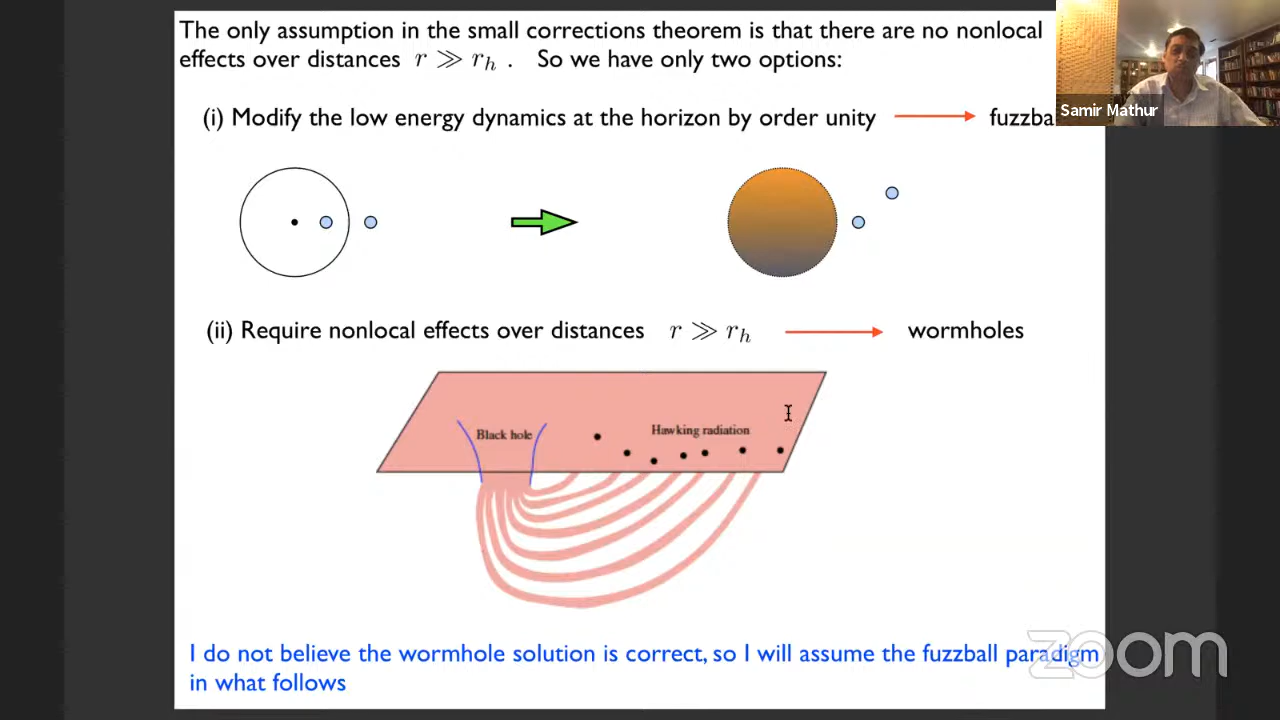 The only assumption in the small corrections theorem is that there are no nonlocal
effects over distances r ≫ r_h . So we have only two options:
Samir Mathur
(i) Modify the low energy dynamics at the horizon by order unity
(ii) Require nonlocal effects over distances r ≫ r_h wormholes
Black hole
Hawking radiation
I do not believe the wormhole solution is correct, so I will assume the fuzzball paradigm
in what follows
zoom